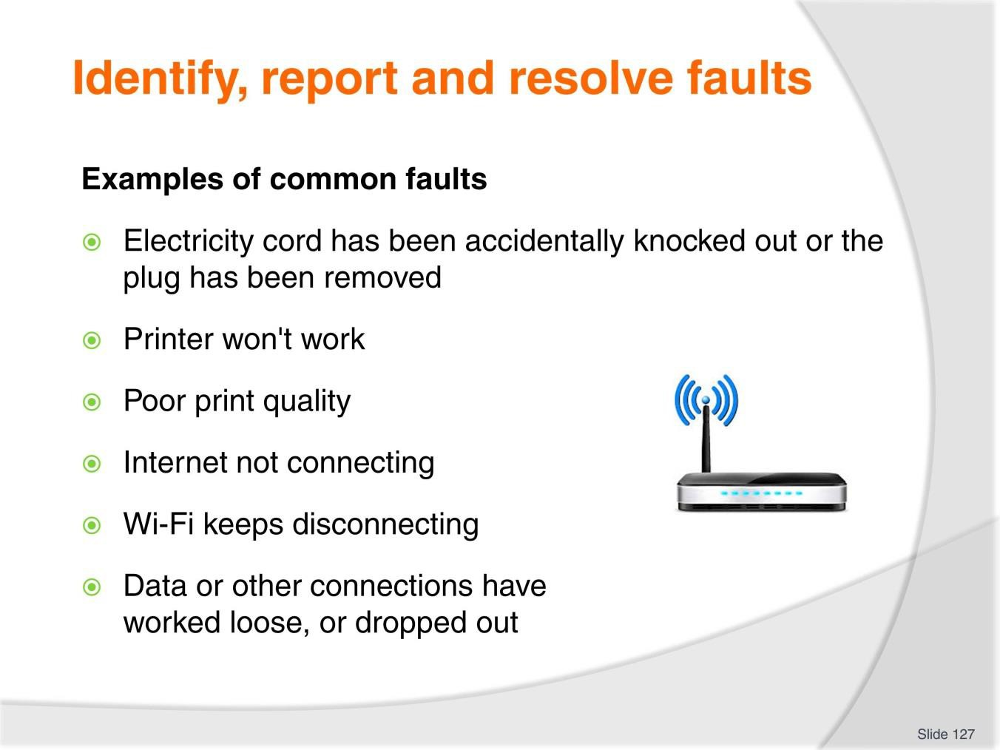 Identify, report and resolve faults
Examples of common faults
Electricity cord has been accidentally knocked out or the
plug has been removed
Printer won't work
Poor print quality
Internet not connecting
Wi-Fi keeps disconnecting
Data or other connections have
worked loose, or dropped out
Slide 127